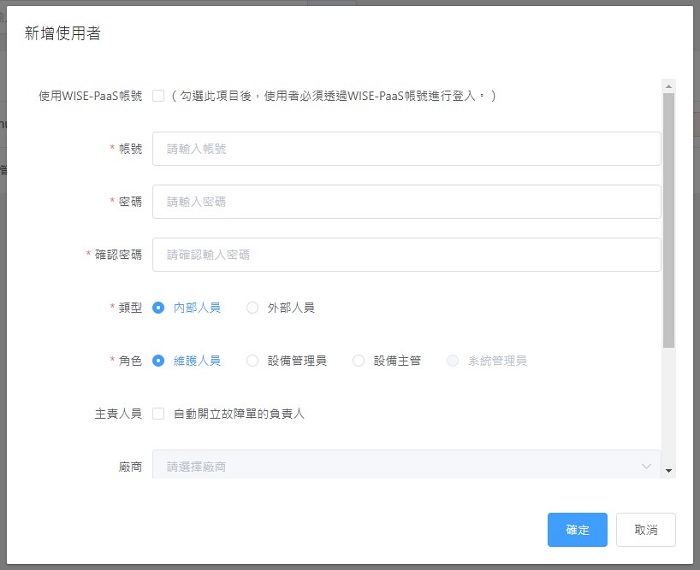 新增使用者
使用WISE-PaaS帳號 (勾選此項目後，使用者必須透過WISE-PaaS帳號進行登入。)
* 帳號 請輸入帳號
* 密碼 請輸入密碼
* 確認密碼 請確認輸入密碼
* 類型 內部人員 外部人員
* 角色 維護人員 設備管理員 設備主管 系統管理員
主責人員 自動開立故障單的負責人
廠商 請選擇廠商
確定 取消